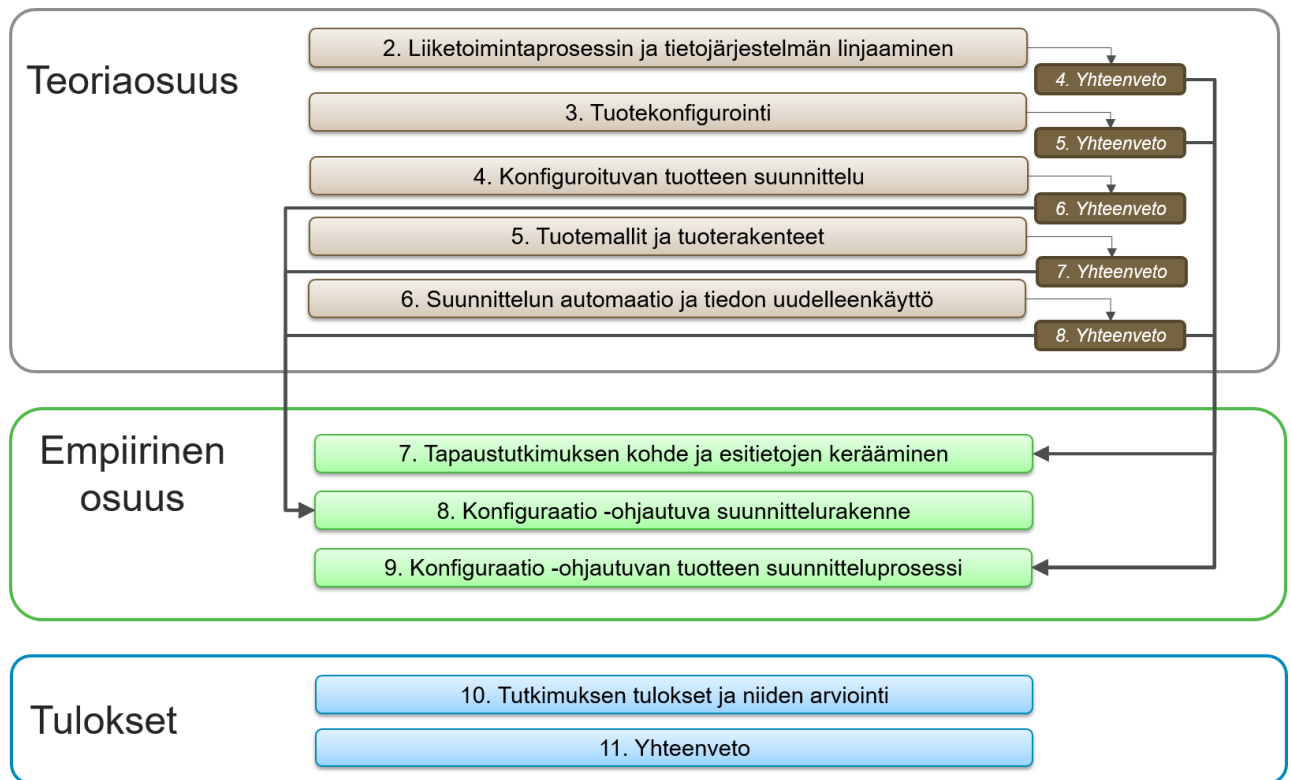 Teoriaosuus
2. Liiketoimintaprosessin ja tietojärjestelmän linjaaminen
4. Yhteenveto
3. Tuotekonfigurointi
5. Yhteenveto
4. Konfiguroituvan tuotteen suunnittelu
6. Yhteenveto
5. Tuotemallit ja tuoterakenteet
7. Yhteenveto
6. Suunnittelun automaatio ja tiedon uudelleenkäyttö
8. Yhteenveto
Empiirinen
osuus
7. Tapaustutkimuksen kohde ja esitietojen kerääminen
8. Konfiguraatio -ohjautuva suunnittelurakenne
9. Konfiguraatio -ohjautuvan tuotteen suunnitteluprosessi
Tulokset
10. Tutkimuksen tulokset ja niiden arviointi
11. Yhteenveto